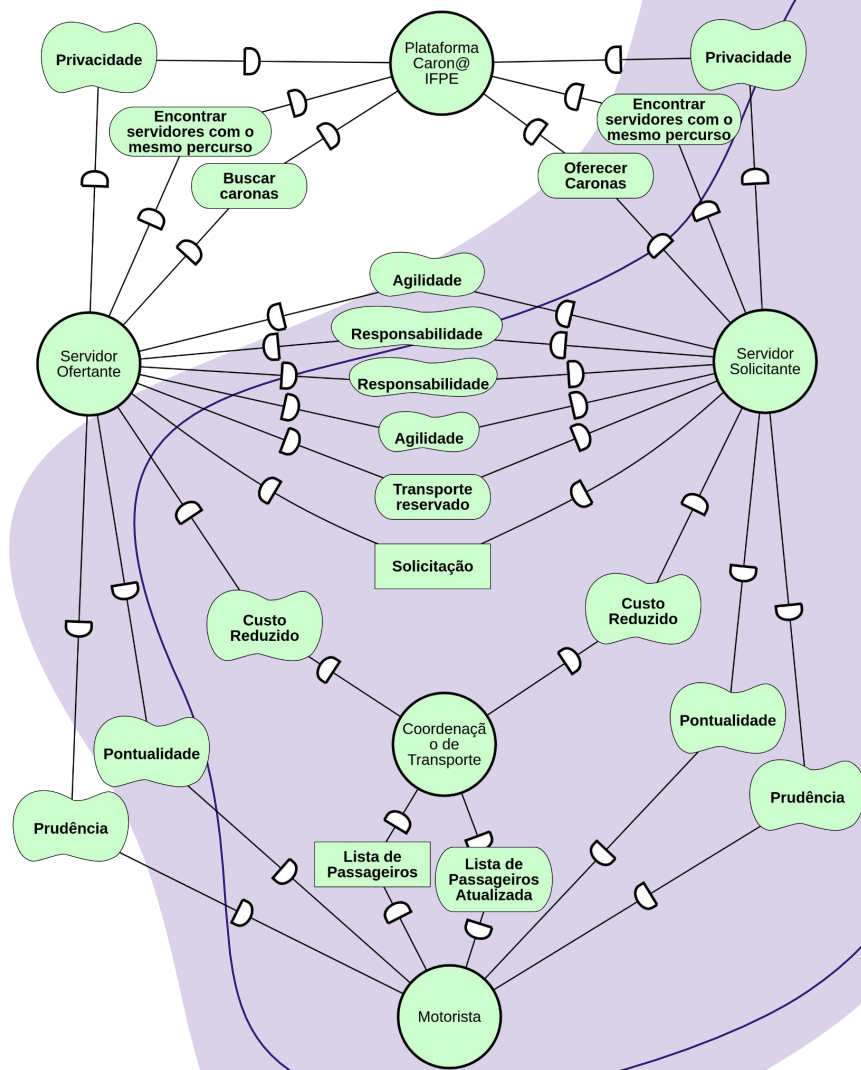 Plataforma
Caron@
IFPE
Privacidade
Privacidade
Encontrar
servidores com o
mesmo percurso
Encontrar
servidores com o
mesmo percurso
Buscar
caronas
Oferecer
Caronas
Agilidade
Responsabilidade
Servidor
Ofertante
Servidor
Solicitante
Responsabilidade
Agilidade
Transporte
reservado
Solicitação
Custo
Reduzido
Custo
Reduzido
Coordenaçã
o de
Transporte
Pontualidade
Pontualidade
Prudência
Prudência
Lista de
Passageiros
Lista de
Passageiros
Atualizada
Motorista